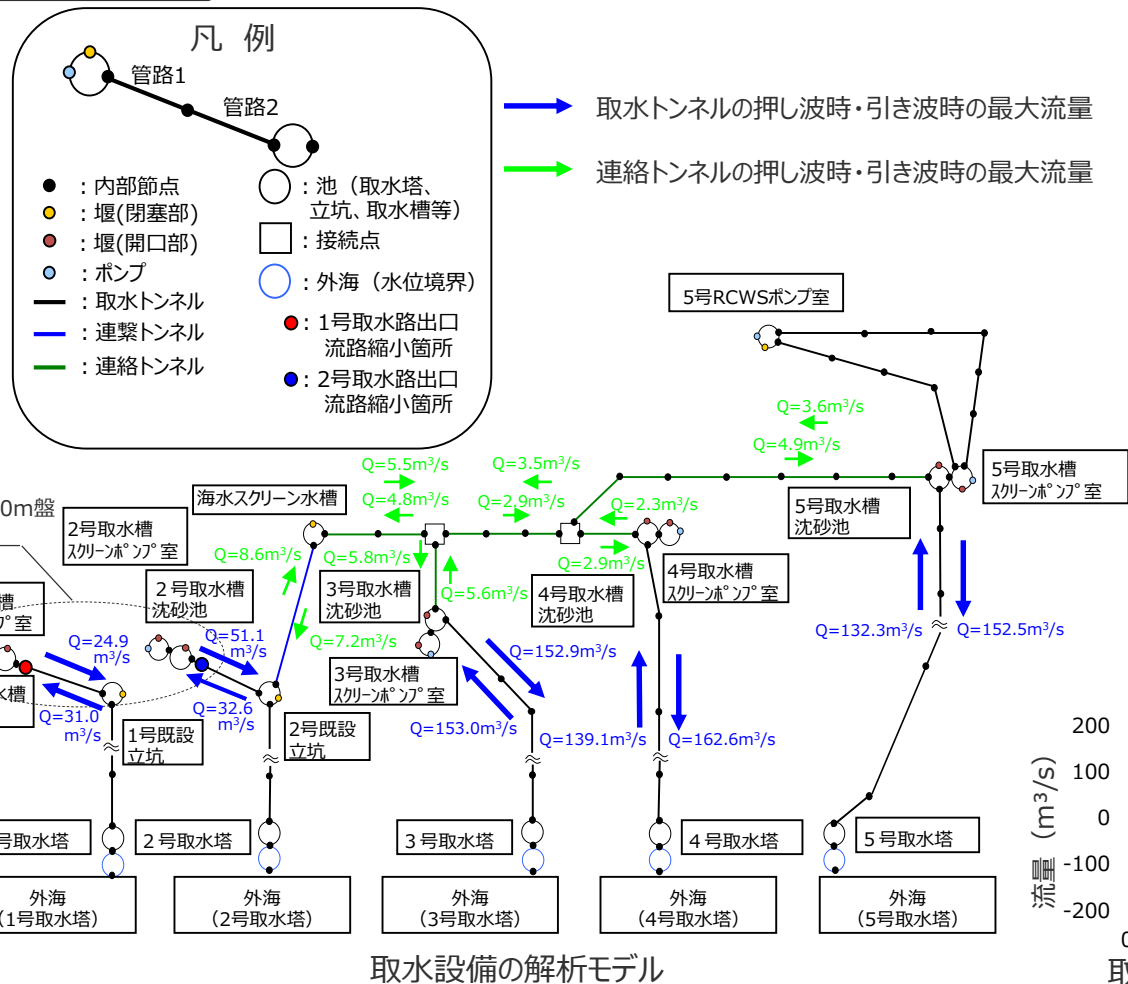 凡 例
管路1
管路2
：内部節点
：堰(閉塞部)
：堰(開口部)
：ポンプ
：取水トンネル
：連繋トンネル
：連絡トンネル
：池（取水塔、
立坑、取水槽等）
：接続点
：外海（水位境界）
：1号取水路出口
流路縮小箇所
：2号取水路出口
流路縮小箇所
取水トンネルの押し波時・引き波時の最大流量
連絡トンネルの押し波時・引き波時の最大流量
5号RCWSポンプ室
Q=3.6m³/s
Q=4.9m³/s
Q=5.5m³/s
Q=4.8m³/s
Q=3.5m³/s
Q=2.9m³/s
Q=2.3m³/s
Q=2.9m³/s
5号取水槽
スクリーンポンプ室
5号取水槽
沈砂池
海水スクリーン水槽
0m盤
2号取水槽
スクリーンポンプ室
2号取水槽
沈砂池
Q=8.6m³/s
Q=7.2m³/s
Q=5.8m³/s
Q=5.6m³/s
3号取水槽
沈砂池
4号取水槽
沈砂池
4号取水槽
スクリーンポンプ室
3号取水槽
スクリーンポンプ室
槽
プ室
水槽
Q=24.9
m³/s
Q=31.0
m³/s
Q=51.1
m³/s
Q=32.6
m³/s
Q=152.9m³/s
Q=153.0m³/s
Q=139.1m³/s
Q=162.6m³/s
Q=132.3m³/s
Q=152.5m³/s
1号既設
立坑
2号既設
立坑
号取水塔
2号取水塔
3号取水塔
4号取水塔
5号取水塔
外海
(1号取水塔)
外海
(2号取水塔)
外海
(3号取水塔)
外海
(4号取水塔)
外海
(5号取水塔)
取水設備の解析モデル
流量（m³/s）
200
100
0
-100
-200
0
取